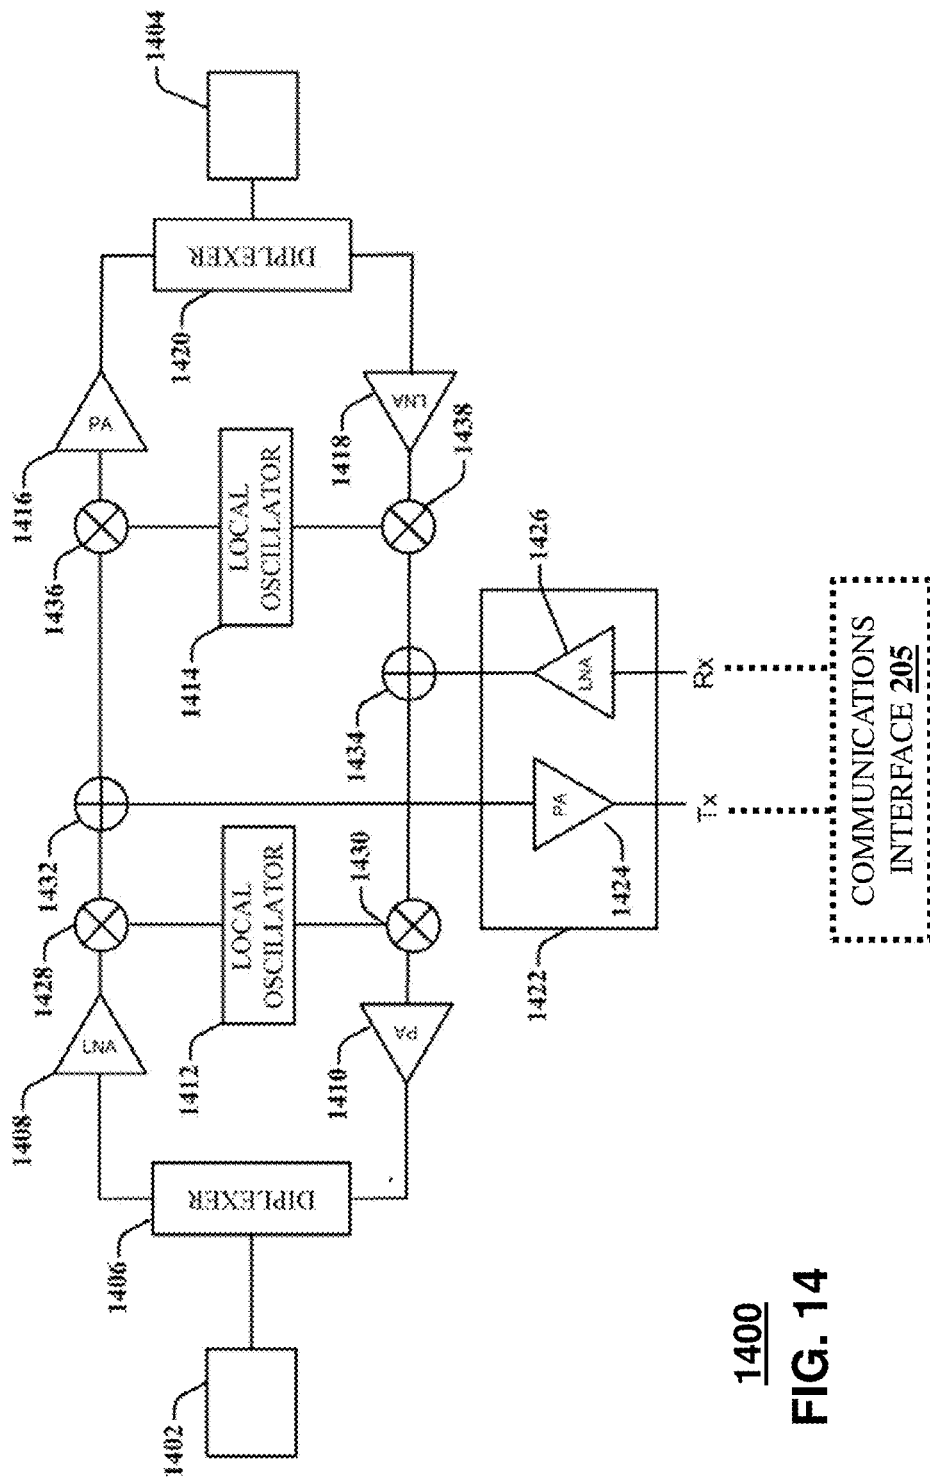 1404
1420
DIPLEXER
1416
PA
1418
LNA
1436
1438
1414
LOCAL
OSCILLATOR
1426
LNA
Rx
1434
1432
PA
1424
Tx
1428
1430
1412
LOCAL
OSCILLATOR
1422
1408
LNA
1410
PA
1406
DIPLEXER
1402
COMMUNICATIONS
INTERFACE 205
1400
FIG. 14